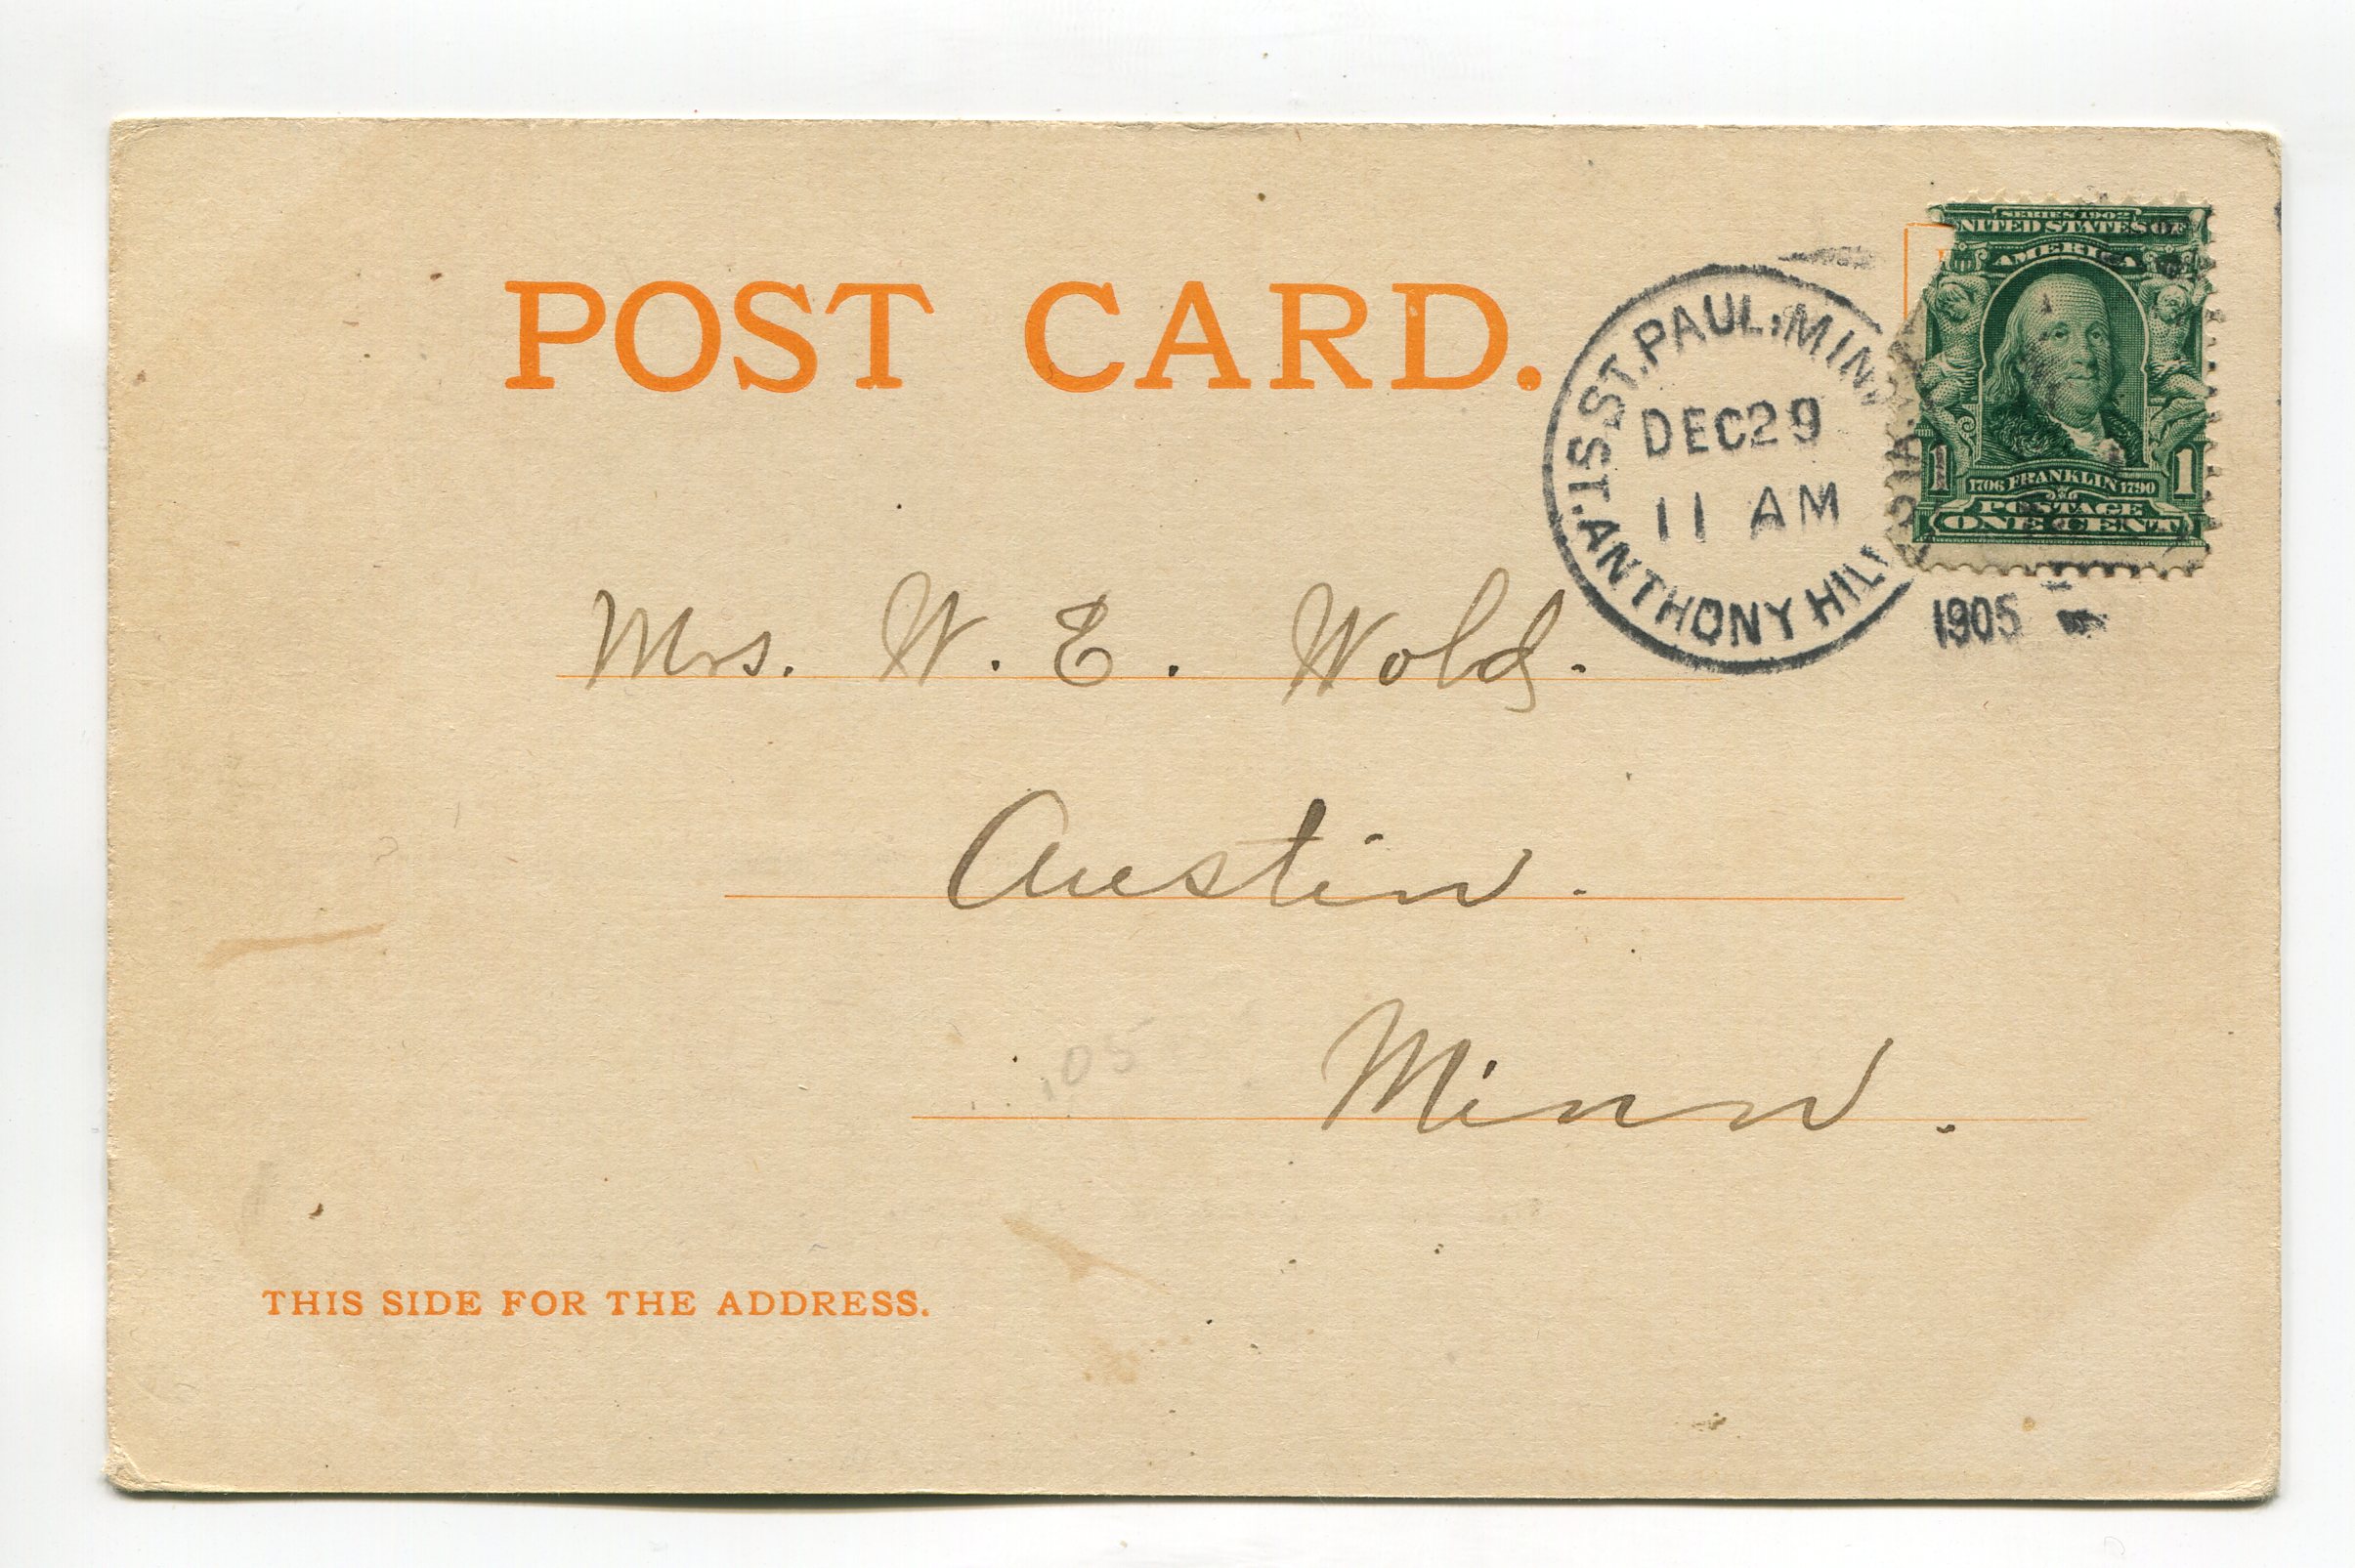 POST CARD.
SERIES 1902
UNITED STATES OF
AMERICA
1 1
1706 FRANKLIN 1790
POSTAGE
ONE CENT
ST. PAUL, MINN.
DEC 29
11 AM
ST. ANTHONY HILL
1905
Mrs. W. E. Wold.
Austin.
Minn.
.05
THIS SIDE FOR THE ADDRESS.